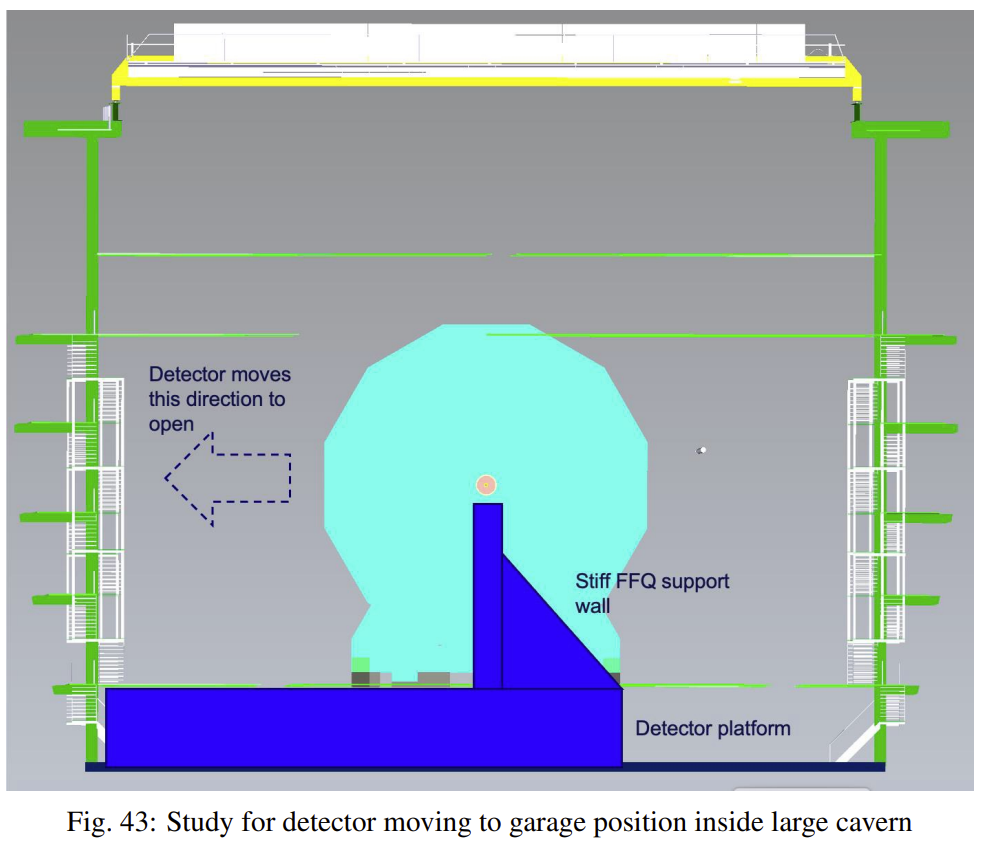 Detector moves
this direction to
open
Stiff FFQ support
wall
Detector platform
Fig. 43: Study for detector moving to garage position inside large cavern